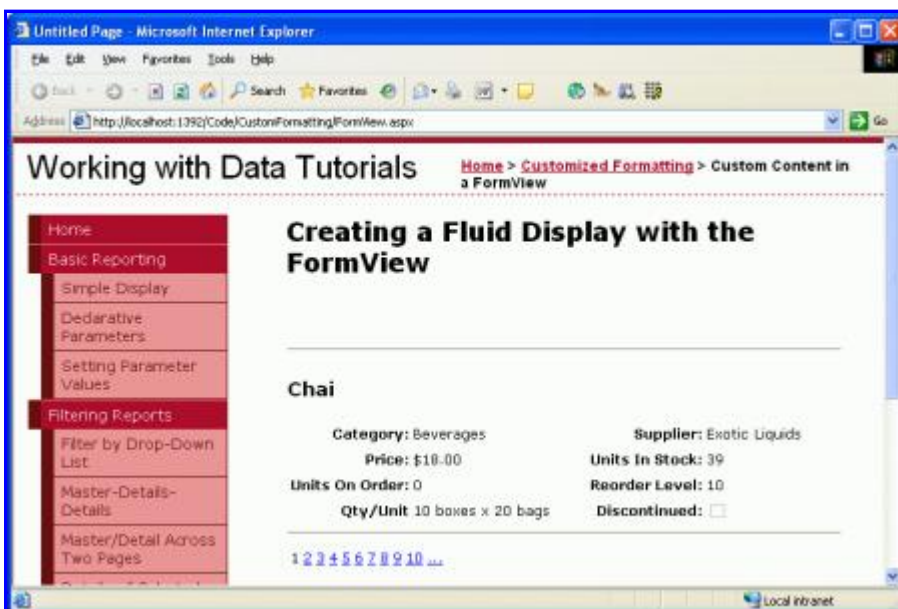 Untitled Page - Microsoft Internet Explorer
File Edit View Favorites Tools Help
Back Search Favorites
Address http://localhost:1392/Code/CustomFormatting/FormView.aspx Go
Working with Data Tutorials
Home > Customized Formatting > Custom Content in
a FormView
Home
Basic Reporting
Simple Display
Declarative
Parameters
Setting Parameter
Values
Filtering Reports
Filter by Drop-Down
List
Master-Details-
Details
Master/Detail Across
Two Pages
Creating a Fluid Display with the
FormView
Chai
Category: Beverages Supplier: Exotic Liquids
Price: $18.00 Units In Stock: 39
Units On Order: 0 Reorder Level: 10
Qty/Unit 10 boxes x 20 bags Discontinued:
1 2 3 4 5 6 7 8 9 10 ...
Local intranet